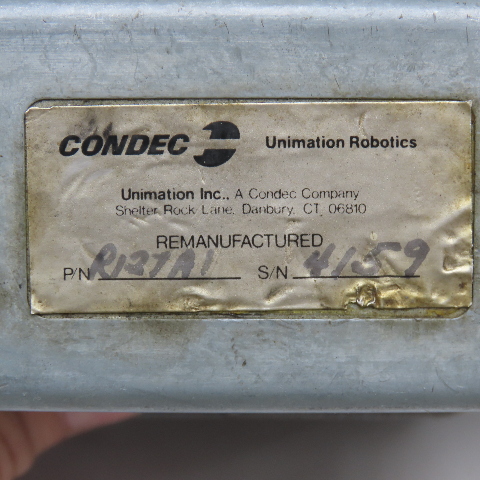 CONDEC Unimation Robotics
Unimation Inc., A Condec Company
Shelter Rock Lane, Danbury, CT, 06810
REMANUFACTURED
P/N R127A1 S/N 4159